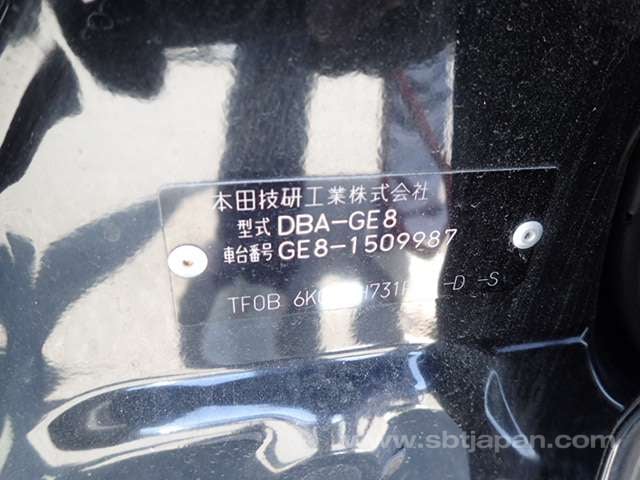 本田技研工業株式会社
型式 DBA-GE8
車台番号 GE8-1509987
TF0B -D -S
www.sbtjapan.com